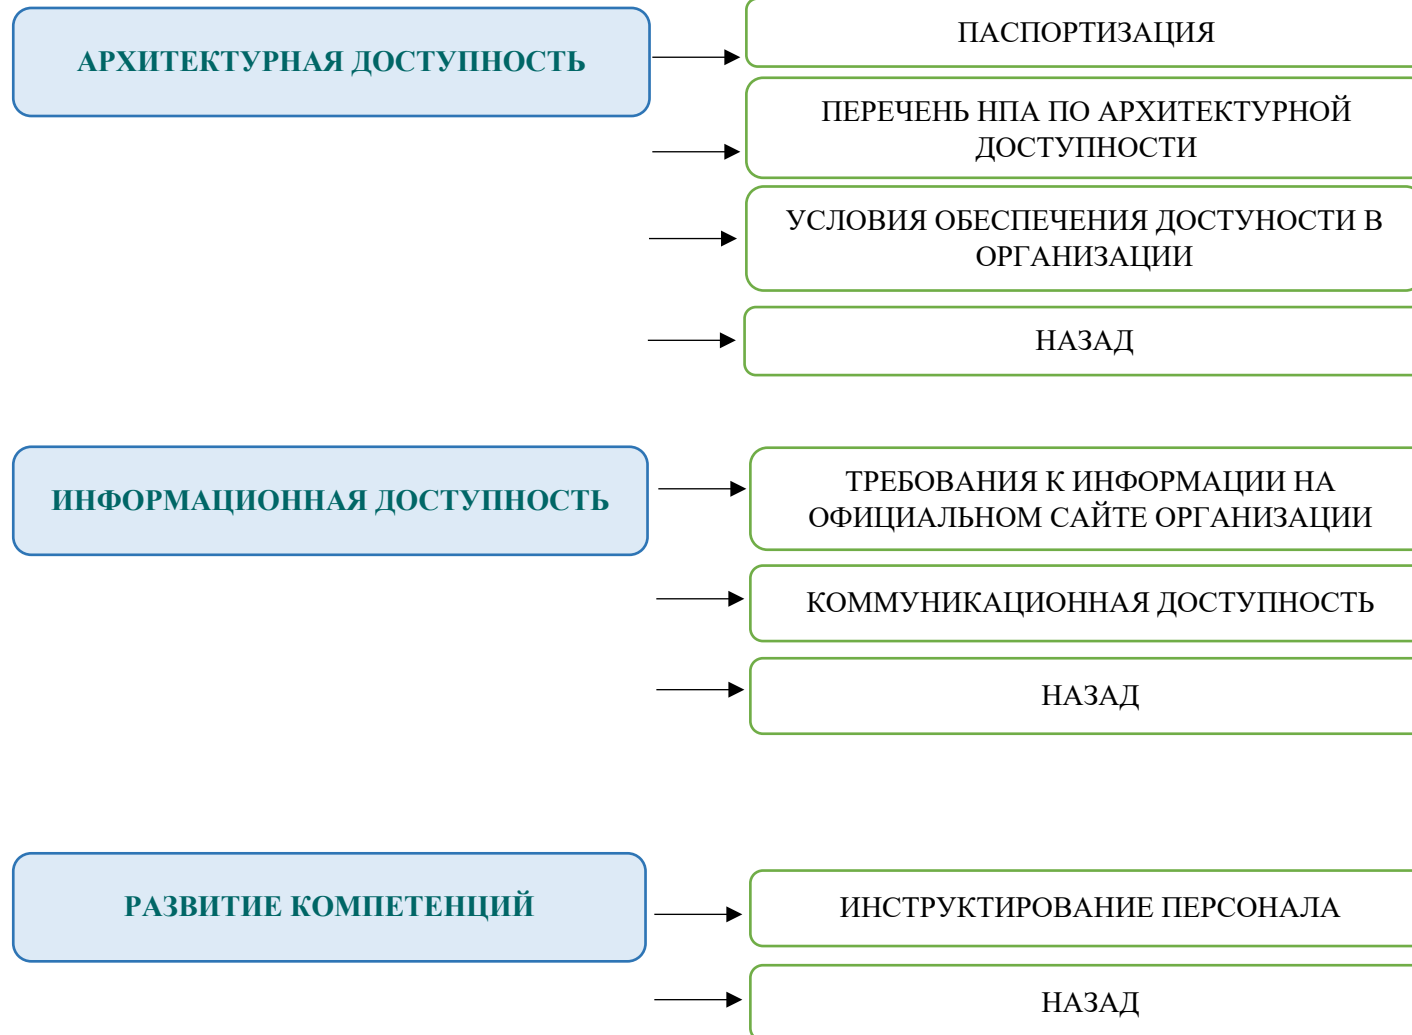 АРХИТЕКТУРНАЯ ДОСТУПНОСТЬ
ПАСПОРТИЗАЦИЯ
ПЕРЕЧЕНЬ НПА ПО АРХИТЕКТУРНОЙ
ДОСТУПНОСТИ
УСЛОВИЯ ОБЕСПЕЧЕНИЯ ДОСТУНОСТИ В
ОРГАНИЗАЦИИ
НАЗАД
ИНФОРМАЦИОННАЯ ДОСТУПНОСТЬ
ТРЕБОВАНИЯ К ИНФОРМАЦИИ НА
ОФИЦИАЛЬНОМ САЙТЕ ОРГАНИЗАЦИИ
КОММУНИКАЦИОННАЯ ДОСТУПНОСТЬ
НАЗАД
РАЗВИТИЕ КОМПЕТЕНЦИЙ
ИНСТРУКТИРОВАНИЕ ПЕРСОНАЛА
НАЗАД